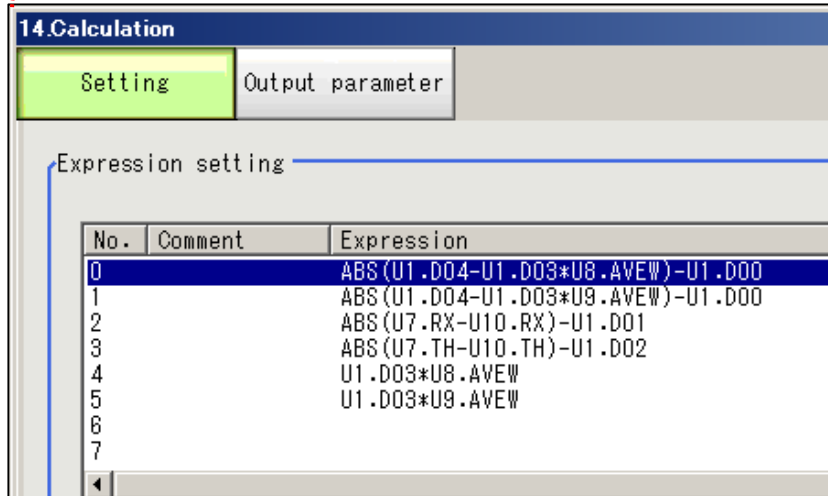 14.Calculation
Setting Output parameter
Expression setting
No. Comment Expression
0 ABS(U1.D04-U1.D03*U8.AVEW)-U1.D00
1 ABS(U1.D04-U1.D03*U9.AVEW)-U1.D00
2 ABS(U7.RX-U10.RX)-U1.D01
3 ABS(U7.TH-U10.TH)-U1.D02
4 U1.D03*U8.AVEW
5 U1.D03*U9.AVEW
6
7